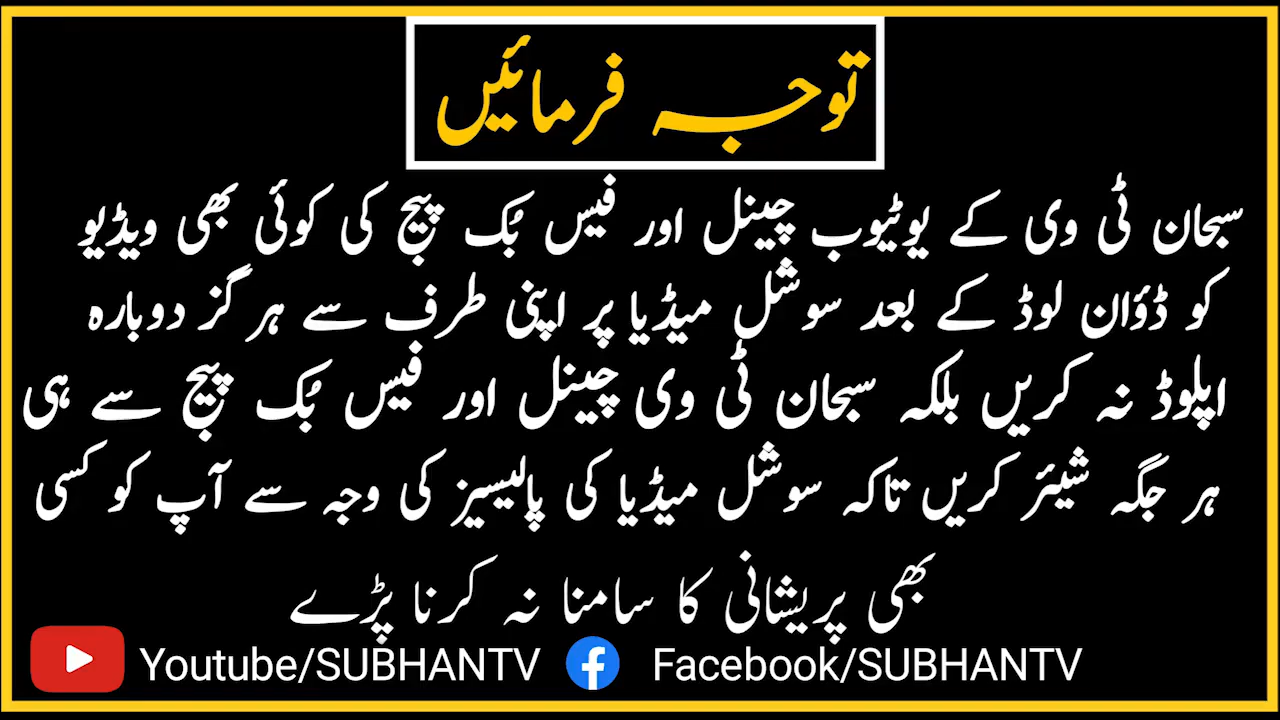 توجہ فرمائیں
سبحان ٹی وی کے یوٹیوب چینل اور فیس بُک پیج کی کوئی بھی ویڈیو
کو ڈؤان لوڈ کے بعد سوشل میڈیا پر اپنی طرف سے ہرگز دوبارہ
اپلوڈ نہ کریں بلکہ سبحان ٹی وی چینل اور فیس بُک پیج سے ہی
ہر جگہ شیئر کریں تاکہ سوشل میڈیا کی پالیسیز کی وجہ سے آپ کو کسی
بھی پریشانی کا سامنا نہ کرنا پڑے
Youtube/SUBHANTV Facebook/SUBHANTV